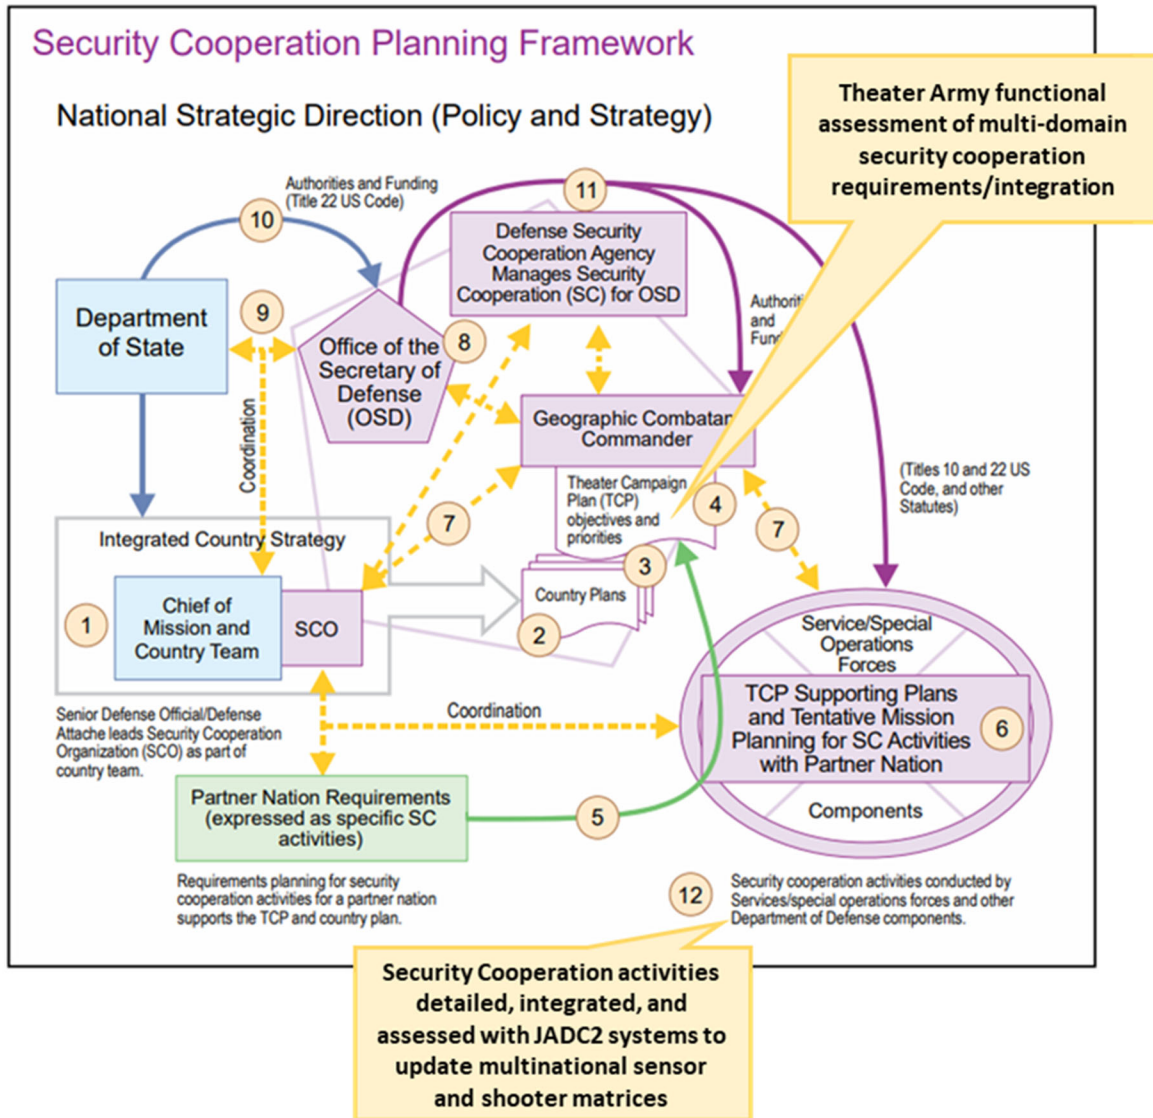 Security Cooperation Planning Framework
National Strategic Direction (Policy and Strategy)
Theater Army functional
assessment of multi-domain
security cooperation
requirements/integration
Authorities and Funding
(Title 22 US Code)
10
11
Defense Security
Cooperation Agency
Manages Security
Cooperation (SC) for OSD
Department
of State
9
8
Office of the
Secretary of
Defense
(OSD)
and
Coordination
Geographic Combatant
Commander
Theater Campaign
Plan (TCP)
objectives and
priorities
4
(Titles 10 and 22 US
Code, and other
Statutes)
7
7
Integrated Country Strategy
1
Chief of
Mission and
Country Team
SCO
3
Country Plans
2
Service/Special
Operations
Forces
TCP Supporting Plans
and Tentative Mission
Planning for SC Activities
with Partner Nation
6
Components
Senior Defense Official/Defense
Attache leads Security Cooperation
Organization (SCO) as part of
country team.
Coordination
Partner Nation Requirements
(expressed as specific SC
activities)
5
Requirements planning for security
cooperation activities for a partner nation
supports the TCP and country plan.
12
Security cooperation activities conducted by
Services/special operations forces and other
Department of Defense components.
Security Cooperation activities
detailed, integrated, and
assessed with JADC2 systems to
update multinational sensor
and shooter matrices